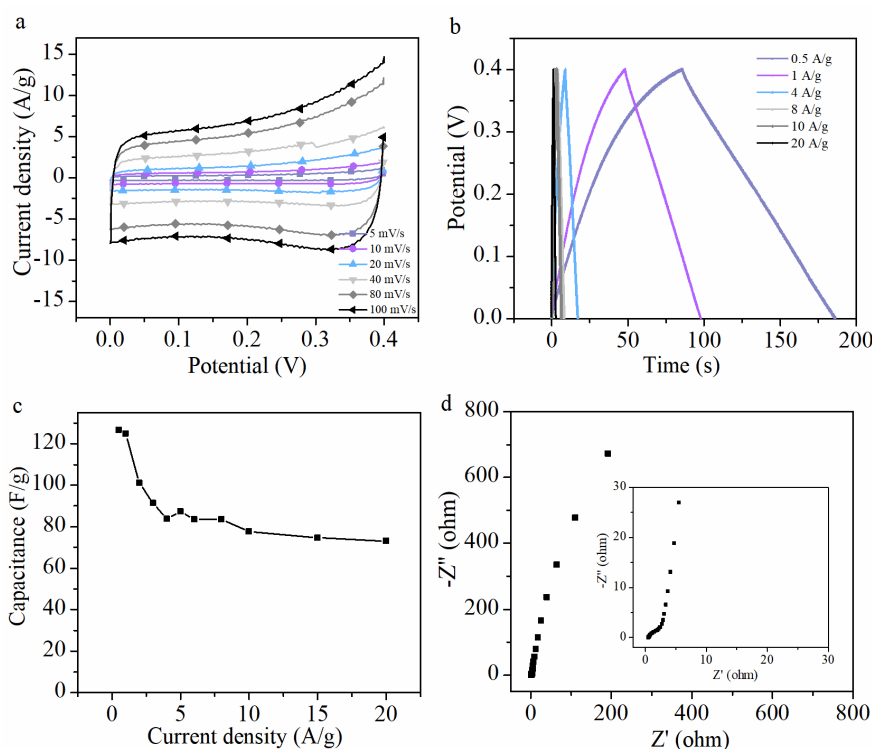 a
Current density (A/g)
15
10
5
0
-5
-10
-15
0.0
0.1
0.2
0.3
0.4
Potential (V)
5 mV/s
10 mV/s
20 mV/s
40 mV/s
80 mV/s
100 mV/s
b
Potential (V)
0.4
0.3
0.2
0.1
0.0
0
50
100
150
200
Time (s)
0.5 A/g
1 A/g
4 A/g
8 A/g
10 A/g
20 A/g
c
Capacitance (F/g)
120
100
80
60
40
20
0
0
5
10
15
20
Current density (A/g)
d
-Z'' (ohm)
800
600
400
200
0
0
200
400
600
800
Z' (ohm)
-Z'' (ohm)
30
20
10
0
0
10
20
30
Z' (ohm)